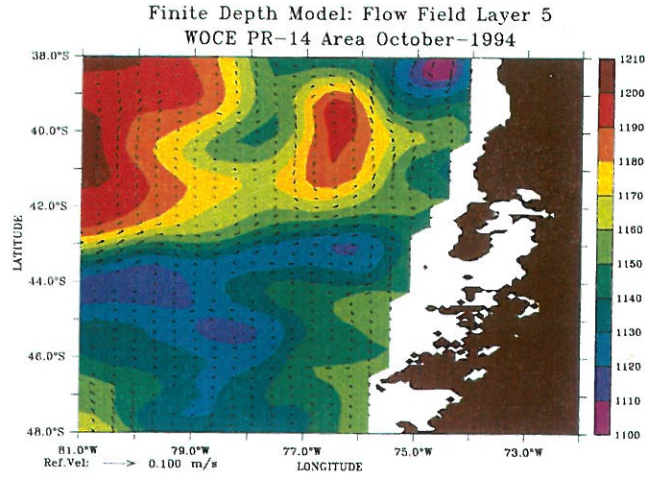 Finite Depth Model: Flow Field Layer 5
WOCE PR-14 Area October-1994
38.0°S
40.0°S
42.0°S
44.0°S
46.0°S
48.0°S
LATITUDE
81.0°W
79.0°W
77.0°W
75.0°W
73.0°W
LONGITUDE
Ref.Vel: 0.100 m/s
1210
1200
1190
1180
1170
1160
1150
1140
1130
1120
1110
1100